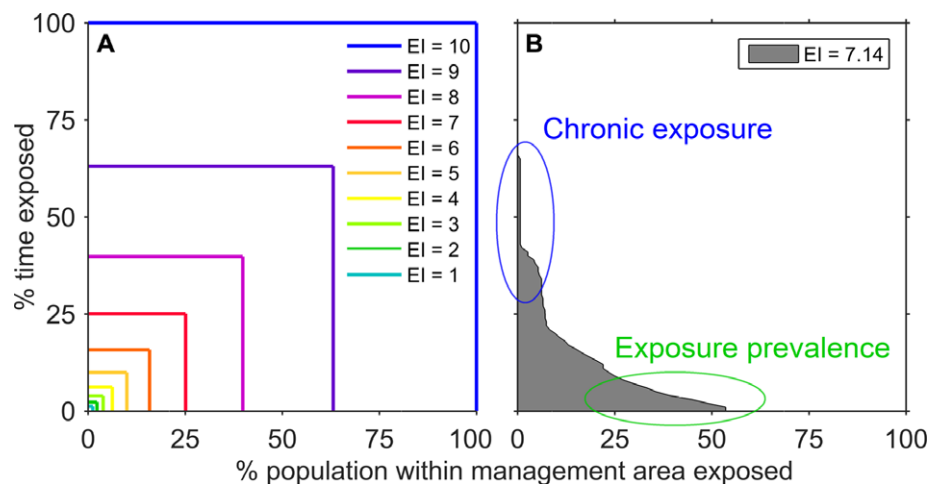 A
B
100
75
50
25
0
% time exposed
EI = 10
EI = 9
EI = 8
EI = 7
EI = 6
EI = 5
EI = 4
EI = 3
EI = 2
EI = 1
0 25 50 75 100
EI = 7.14
Chronic exposure
Exposure prevalence
0 25 50 75 100
% population within management area exposed